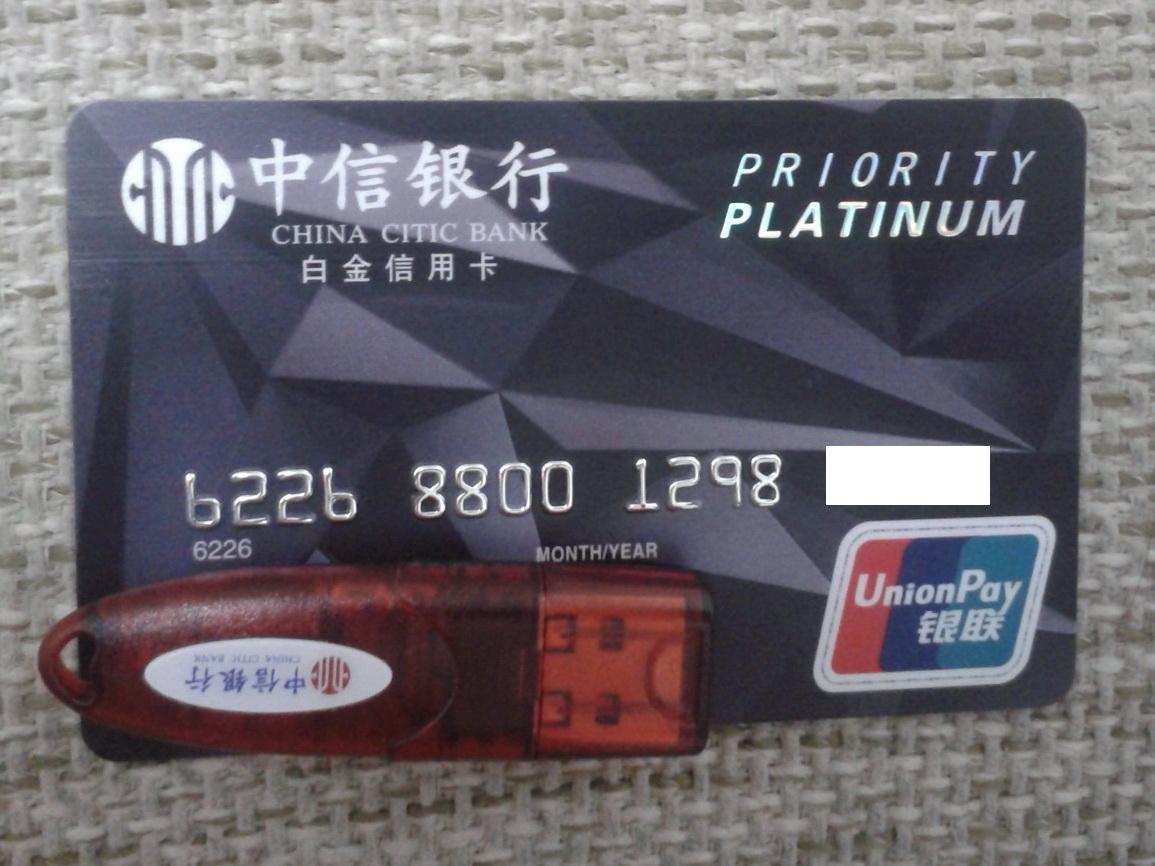 中信银行
CITIC
CHINA CITIC BANK
白金信用卡
PRIORITY
PLATINUM
6226 8800 1298
6226
MONTH/YEAR
UnionPay
银联
中信银行
CHINA CITIC BANK